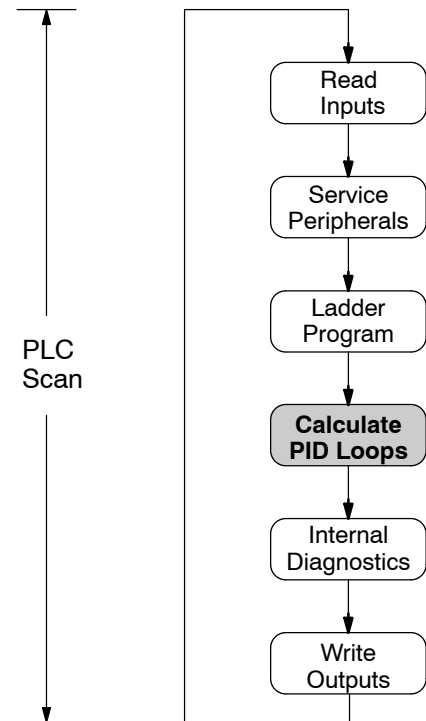 Read
Inputs
Service
Peripherals
Ladder
Program
PLC
Scan
Calculate
PID Loops
Internal
Diagnostics
Write
Outputs